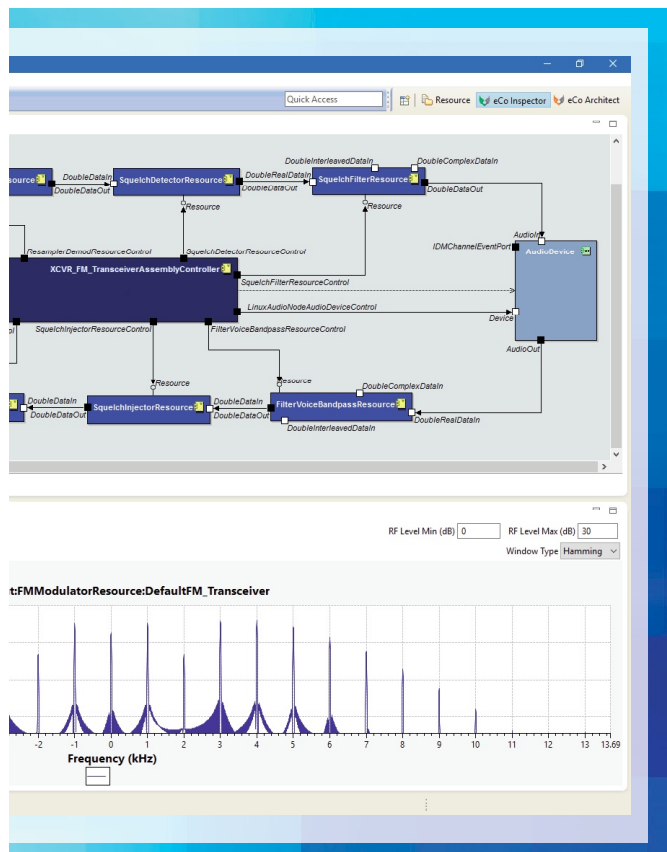 Quick Access
Resource
eCo Inspector
eCo Architect
DoubleInterleavedDataIn
DoubleComplexDataIn
DoubleDataIn
DoubleRealDataIn
SquelchDetectorResource
SquelchFilterResource
DoubleDataOut
DoubleDataOut
DoubleDataOut
Resource
Resource
AudioIn
IDMChannelEventPort
AudioDevice
ResamplerDemodResourceControl
SquelchDetectorResourceControl
XCVR_FM_TransceiverAssemblyController
SquelchFilterResourceControl
LinuxAudioNodeAudioDeviceControl
Device
SquelchInjectorResourceControl
FilterVoiceBandpassResourceControl
AudioOut
Resource
Resource
DoubleComplexDataIn
DoubleDataIn
SquelchInjectorResource
DoubleDataIn
FilterVoiceBandpassResource
DoubleDataOut
DoubleDataOut
DoubleRealDataIn
DoubleInterleavedDataIn
RF Level Min (dB) 0
RF Level Max (dB) 30
Window Type Hamming
t:FMModulatorResource:DefaultFM_Transceiver
-2 -1 0 1 2 3 4 5 6 7 8 9 10 11 12 13 13.69
Frequency (kHz)